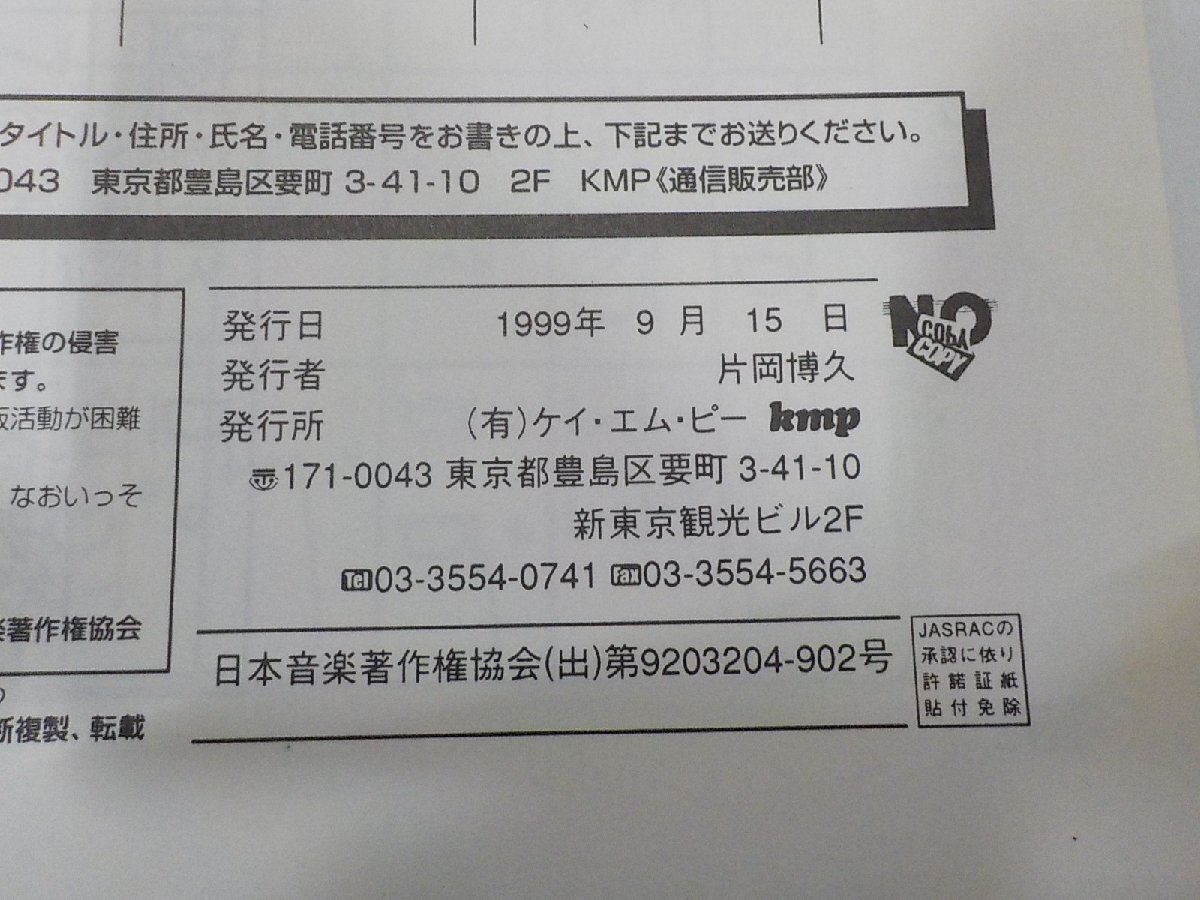 タイトル・住所・氏名・電話番号をお書きの上、下記までお送りください。
043 東京都豊島区要町 3-41-10 2F KMP《通信販売部》
作権の侵害
ます。
版活動が困難
なおいっそ
楽著作権協会
断複製、転載
発行日 1999年 9 月 15 日
発行者 片岡博久
発行所 (有)ケイ・エム・ピー kmp
〒171-0043 東京都豊島区要町 3-41-10
新東京観光ビル2F
Tel03-3554-0741 Fax03-3554-5663
日本音楽著作権協会(出)第9203204-902号
NO
COPY
COPY
JASRACの
承認に依り
許諾証紙
貼付免除